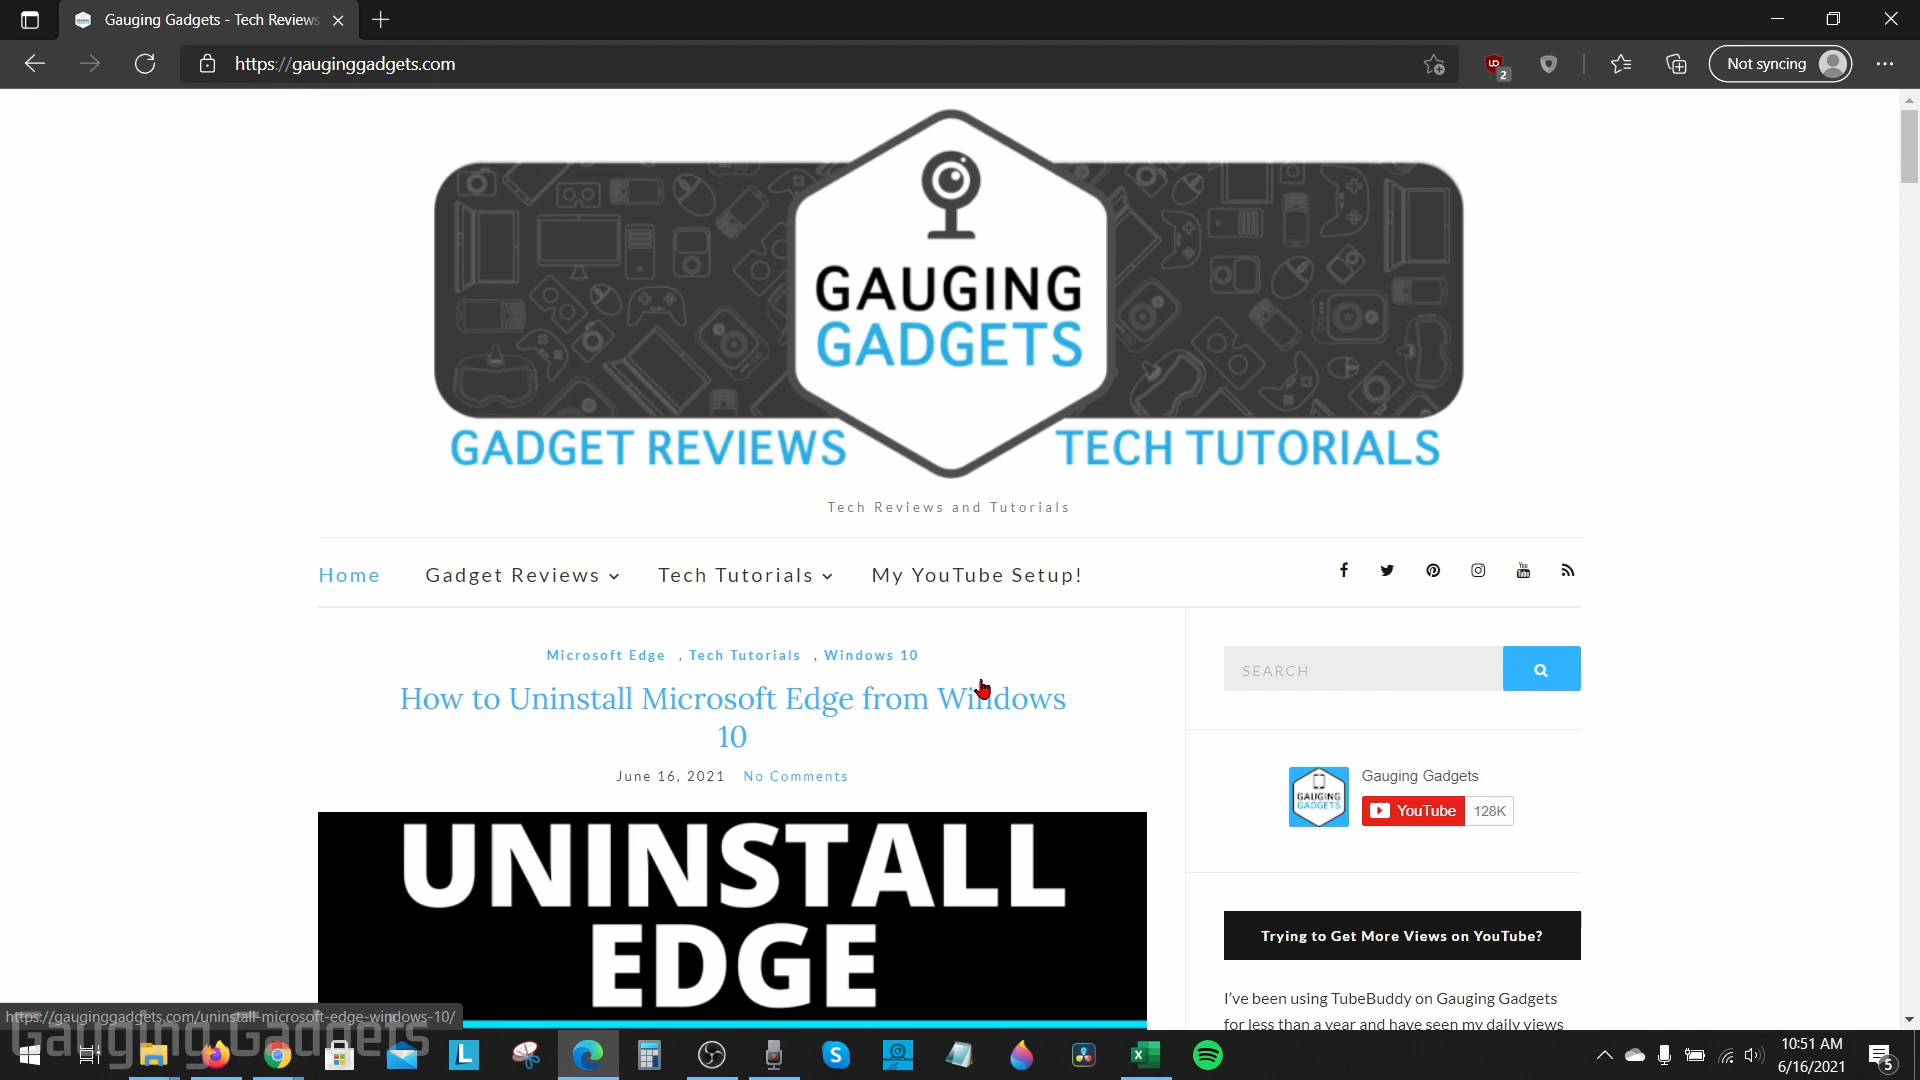 Gauging Gadgets - Tech Reviews
https://gauginggadgets.com
2
Not syncing
GAUGING
GADGETS
GADGET REVIEWS
TECH TUTORIALS
Tech Reviews and Tutorials
Home
Gadget Reviews
Tech Tutorials
My YouTube Setup!
Microsoft Edge , Tech Tutorials , Windows 10
How to Uninstall Microsoft Edge from Windows
10
June 16, 2021 No Comments
UNINSTALL
EDGE
SEARCH
GAUGING
GADGETS
Gauging Gadgets
YouTube 128K
Trying to Get More Views on YouTube?
I've been using TubeBuddy on Gauging Gadgets
for less than a year and have seen my daily views
https://gauginggadgets.com/uninstall-microsoft-edge-windows-10/
Gauging Gadgets
10:51 AM
6/16/2021
5